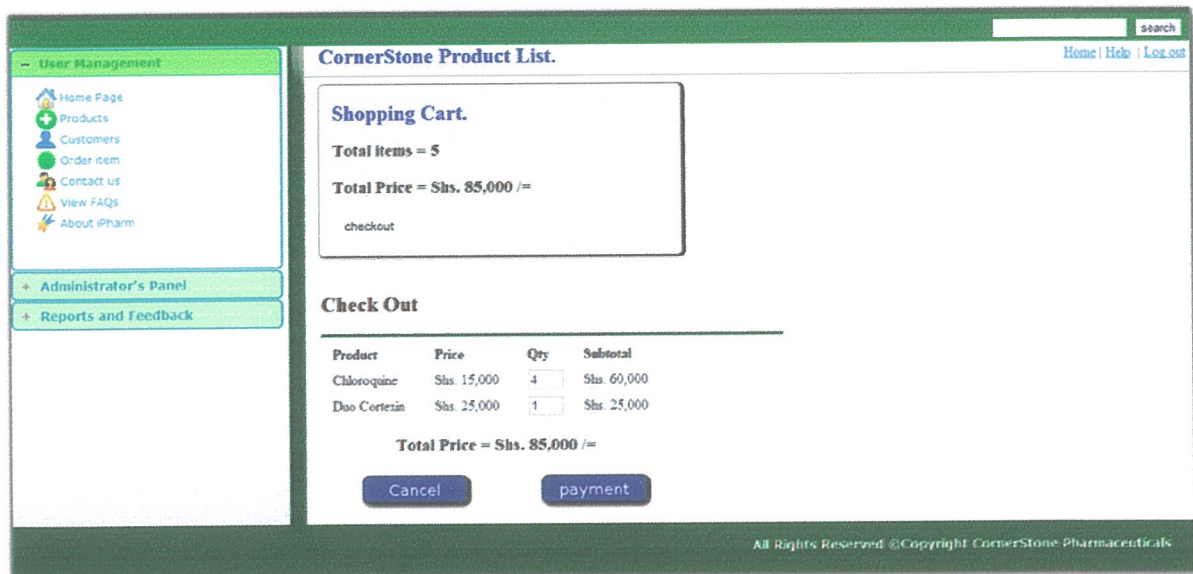 search
Home | Help | Log out
- User Management
Home Page
Products
Customers
Order item
Contact us
View FAQs
About iPharm
+ Administrator's Panel
+ Reports and Feedback
CornerStone Product List.
Shopping Cart.
Total items = 5
Total Price = Shs. 85,000 /=
checkout
Check Out
Product Price Qty Subtotal
Chloroquine Shs. 15,000 4 Shs. 60,000
Duo Cortexin Shs. 25,000 1 Shs. 25,000
Total Price = Shs. 85,000 /=
Cancel payment
All Rights Reserved ©Copyright CornerStone Pharmaceuticals